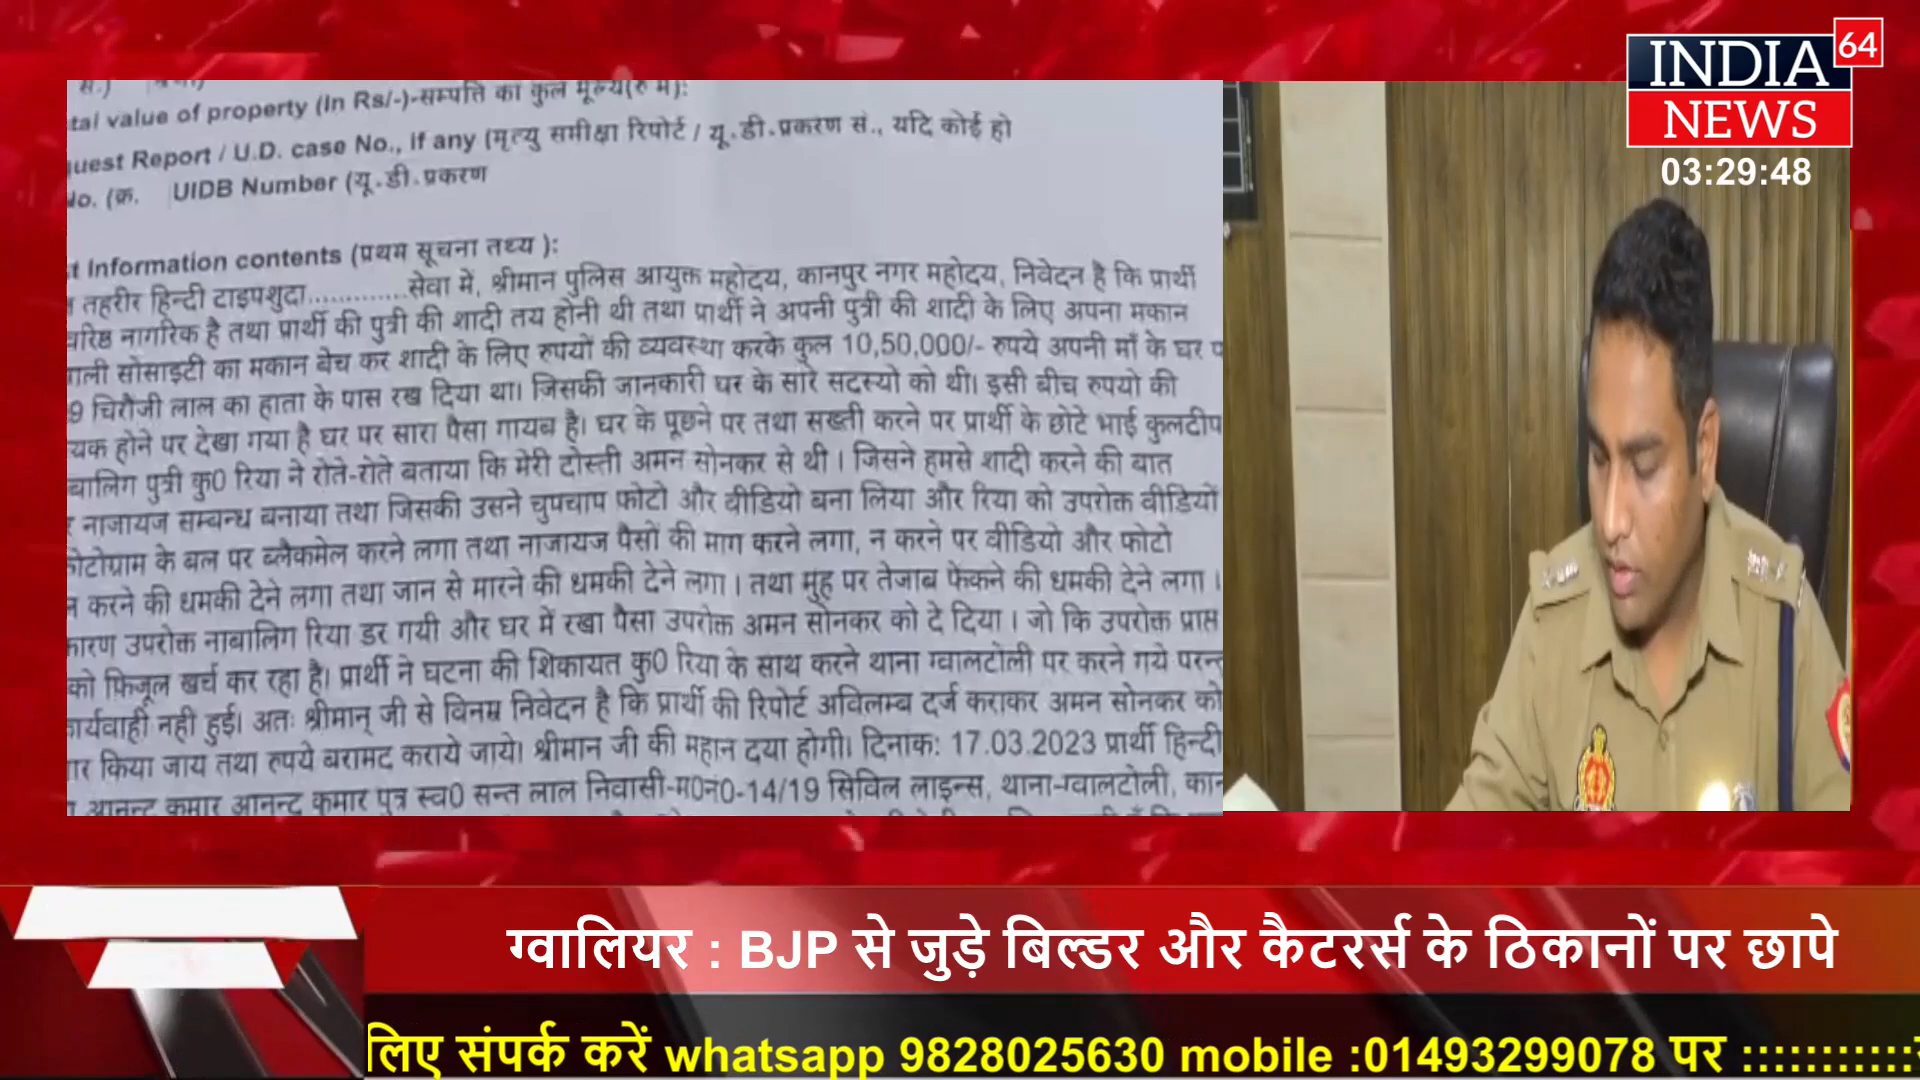 tal value of property (In Rs/-)-सम्पत्ति का कुल मूल्य(रु में):
uest Report / U.D. case No., if any (मृत्यु समीक्षा रिपोर्ट / यू.डी.प्रकरण सं., यदि कोई हो
No. (क्र. UIDB Number (यू.डी.प्रकरण
t Information contents (प्रथम सूचना तथ्य ):
तहरीर हिन्दी टाइपशुदा............सेवा में, श्रीमान पुलिस आयुक्त महोदय, कानपुर नगर महोदय, निवेदन है कि प्रार्थी
वरिष्ठ नागरिक है तथा प्रार्थी की पुत्री की शादी तय होनी थी तथा प्रार्थी ने अपनी पुत्री की शादी के लिए अपना मकान
ाली सोसाइटी का मकान बेच कर शादी के लिए रुपयों की व्यवस्था करके कुल 10,50,000/- रुपये अपनी माँ के घर प
9 चिरौजी लाल का हाता के पास रख दिया था। जिसकी जानकारी घर के सारे सदस्यो को थी। इसी बीच रुपयो की
यक होने पर देखा गया है घर पर सारा पैसा गायब है। घर के पूछने पर तथा सख्ती करने पर प्रार्थी के छोटे भाई कुलदीप
बालिग पुत्री कु0 रिया ने रोते-रोते बताया कि मेरी दोस्ती अमन सोनकर से थी । जिसने हमसे शादी करने की बात
र नाजायज सम्बन्ध बनाया तथा जिसकी उसने चुपचाप फोटो और वीडियो बना लिया और रिया को उपरोक्त वीडियों
ोटोग्राम के बल पर ब्लैकमेल करने लगा तथा नाजायज पैसों की माग करने लगा, न करने पर वीडियो और फोटो
करने की धमकी देने लगा तथा जान से मारने की धमकी देने लगा । तथा मुंह पर तेजाब फेकने की धमकी देने लगा ।
कारण उपरोक्त नाबालिग रिया डर गयी और घर में रखा पैसा उपरोक्त अमन सोनकर को दे दिया । जो कि उपरोक्त प्राप्त
को फिजूल खर्च कर रहा है। प्रार्थी ने घटना की शिकायत कु0 रिया के साथ करने थाना ग्वालटोली पर करने गये परन्त
ार्यवाही नही हुई। अतः श्रीमान् जी से विनम्र निवेदन है कि प्रार्थी की रिपोर्ट अविलम्ब दर्ज कराकर अमन सोनकर को
ार किया जाय तथा रुपये बरामद कराये जाये। श्रीमान जी की महान दया होगी। दिनाक: 17.03.2023 प्रार्थी हिन्दी
आनन्द कुमार आनन्द कुमार पुत्र स्व0 सन्त लाल निवासी-म0न0-14/19 सिविल लाइन्स, थाना-ग्वालटोली, कान
INDIA 64
NEWS
03:29:48
ग्वालियर : BJP से जुड़े बिल्डर और कैटरर्स के ठिकानों पर छापे
लिए संपर्क करें whatsapp 9828025630 mobile :01493299078 पर :::::::::::